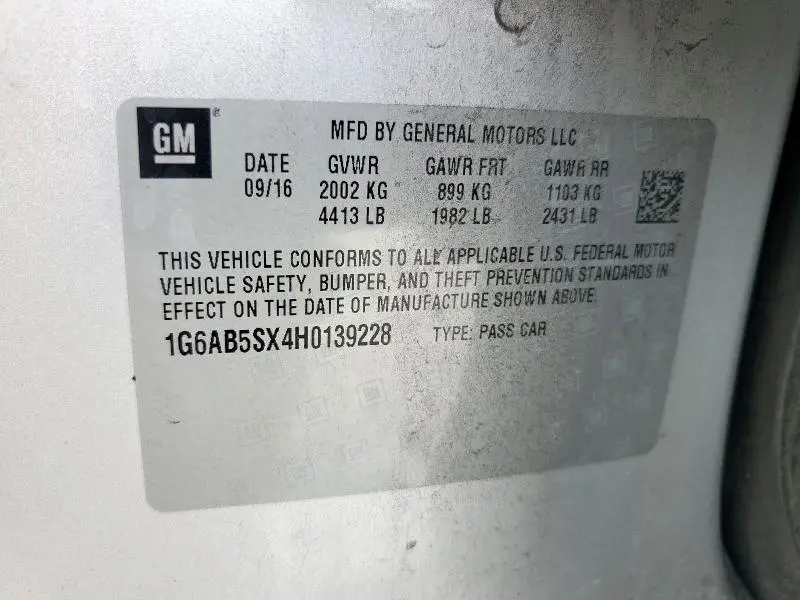 GM ®
MFD BY GENERAL MOTORS LLC
DATE GVWR GAWR FRT GAWR RR
09/16 2002 KG 899 KG 1103 KG
4413 LB 1982 LB 2431 LB
THIS VEHICLE CONFORMS TO ALL APPLICABLE U.S. FEDERAL MOTOR
VEHICLE SAFETY, BUMPER, AND THEFT PREVENTION STANDARDS IN
EFFECT ON THE DATE OF MANUFACTURE SHOWN ABOVE.
1G6AB5SX4H0139228 TYPE: PASS CAR